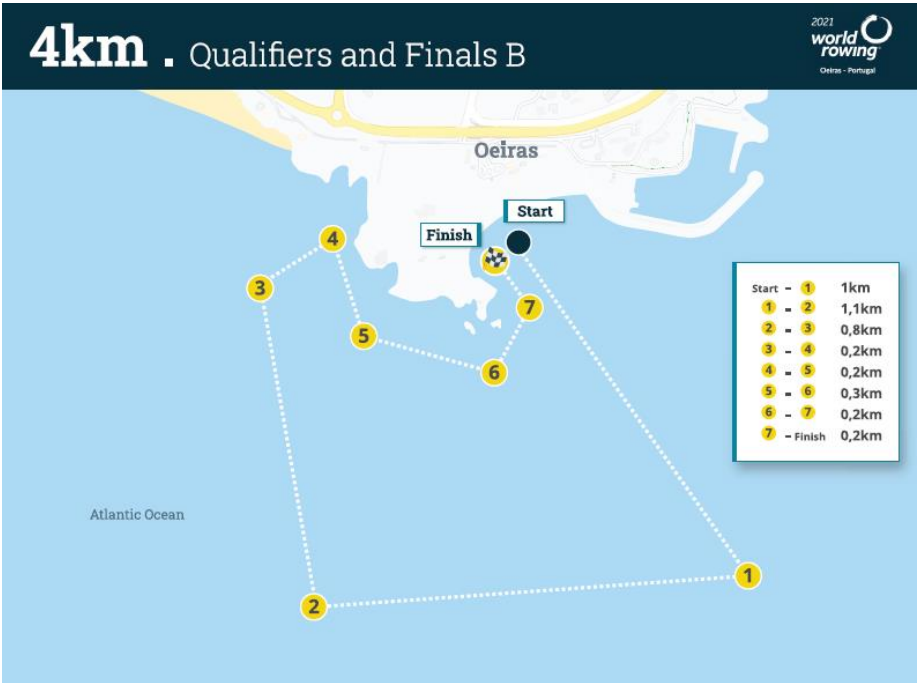 4km . Qualifiers and Finals B
2021
world
rowing
Oeiras - Portugal
Oeiras
Start
Finish
4
3
7
5
6
Start - 1 1km
1 - 2 1,1km
2 - 3 0,8km
3 - 4 0,2km
4 - 5 0,2km
5 - 6 0,3km
6 - 7 0,2km
7 - Finish 0,2km
Atlantic Ocean
1
2